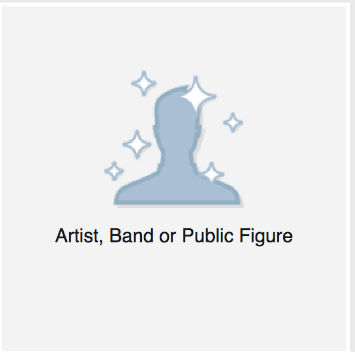 Artist, Band or Public Figure